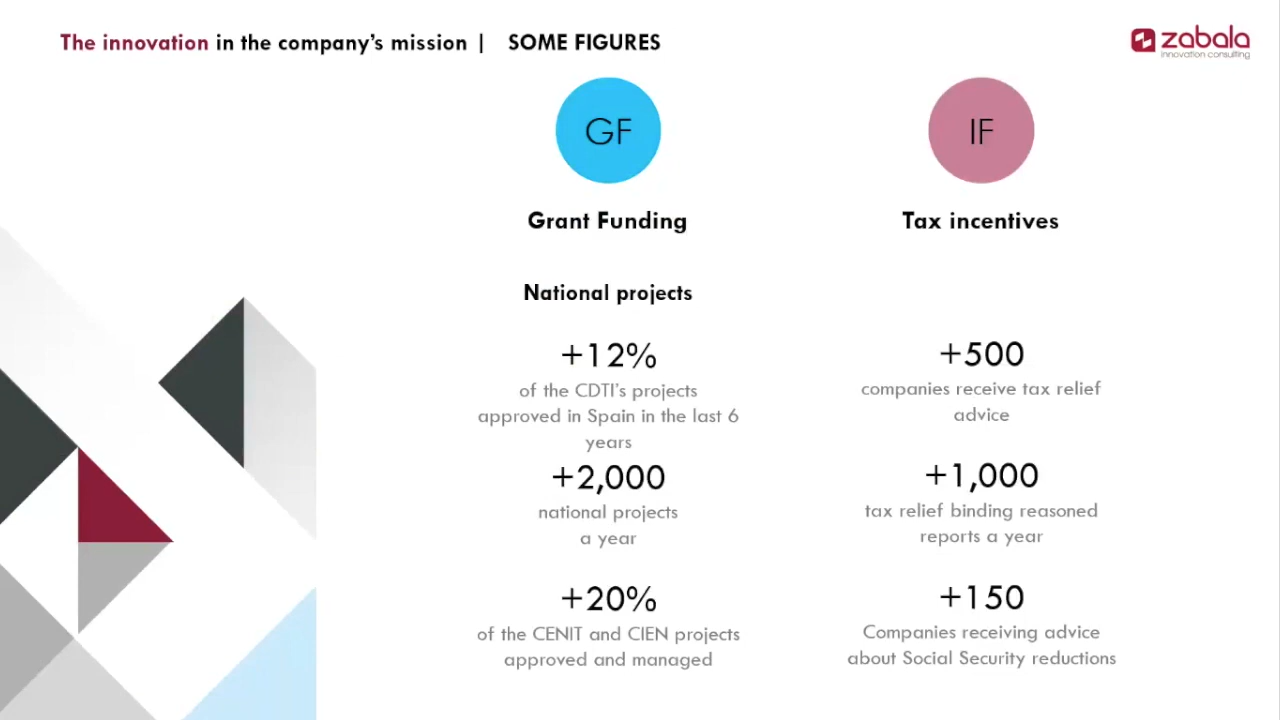 The innovation in the company's mission | SOME FIGURES
zabala
innovation consulting
GF
Grant Funding
National projects
+12%
of the CDTI's projects
approved in Spain in the last 6
years
+2,000
national projects
a year
+20%
of the CENIT and CIEN projects
approved and managed
IF
Tax incentives
+500
companies receive tax relief
advice
+1,000
tax relief binding reasoned
reports a year
+150
Companies receiving advice
about Social Security reductions